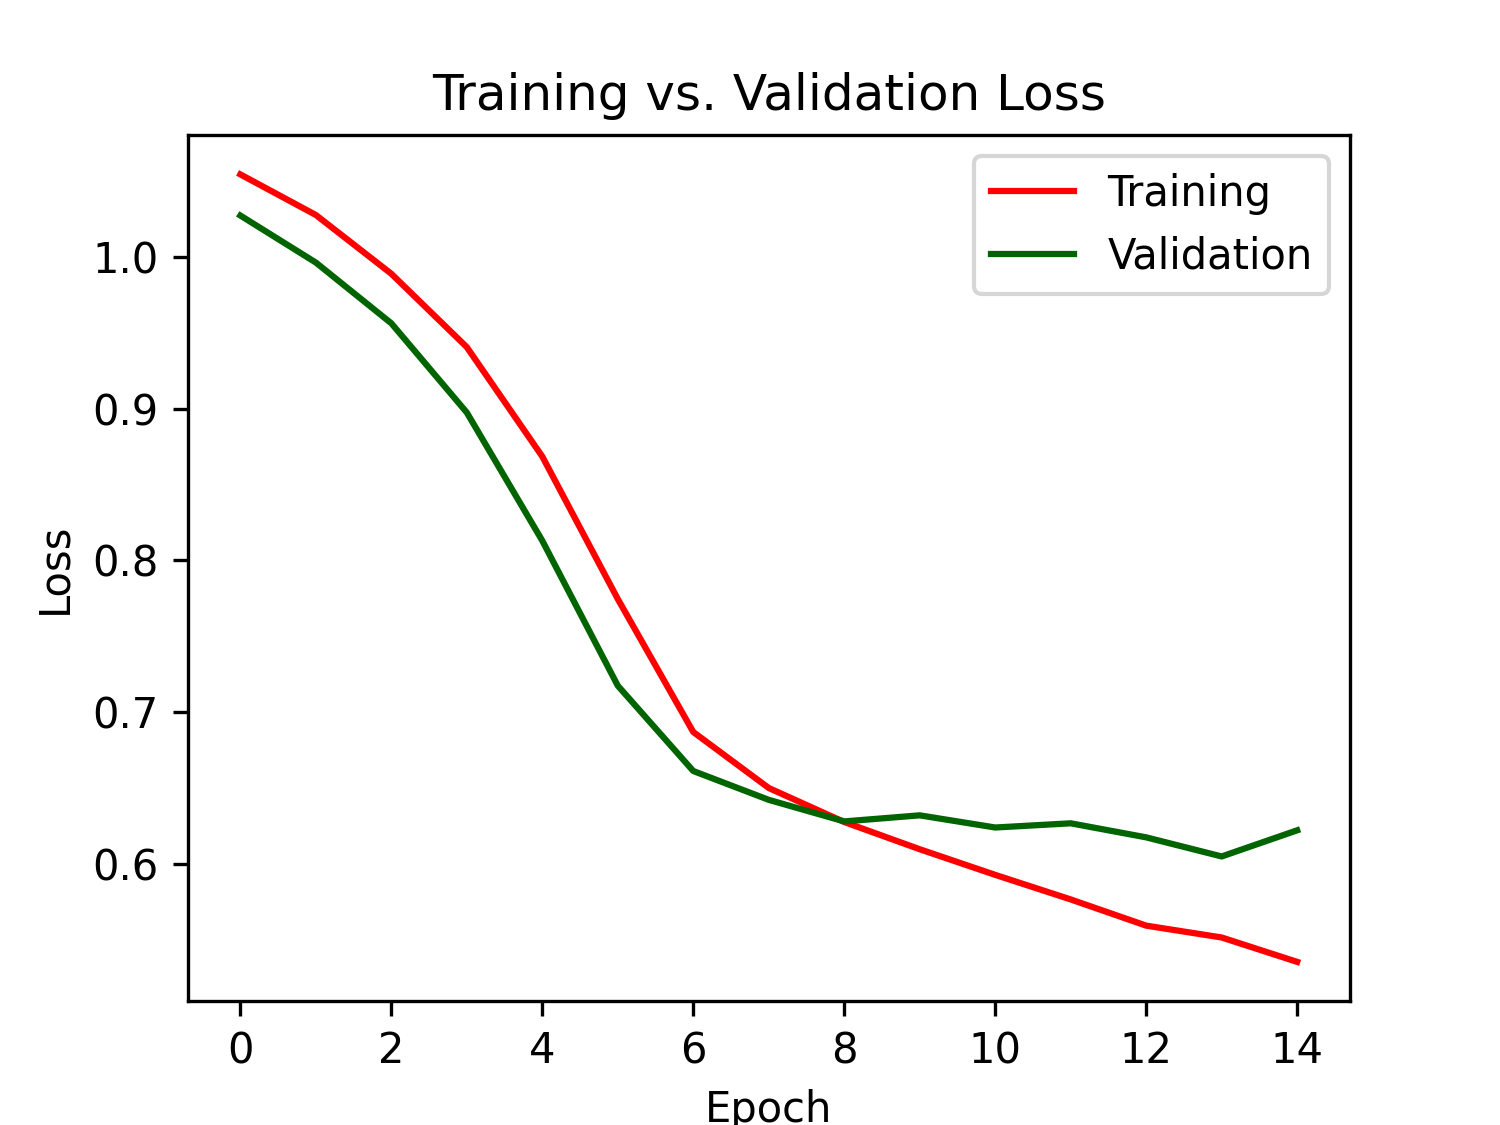 Training vs. Validation Loss
Training
Validation
1.0
0.9
0.8
0.7
0.6
Loss
0 2 4 6 8 10 12 14
Epoch